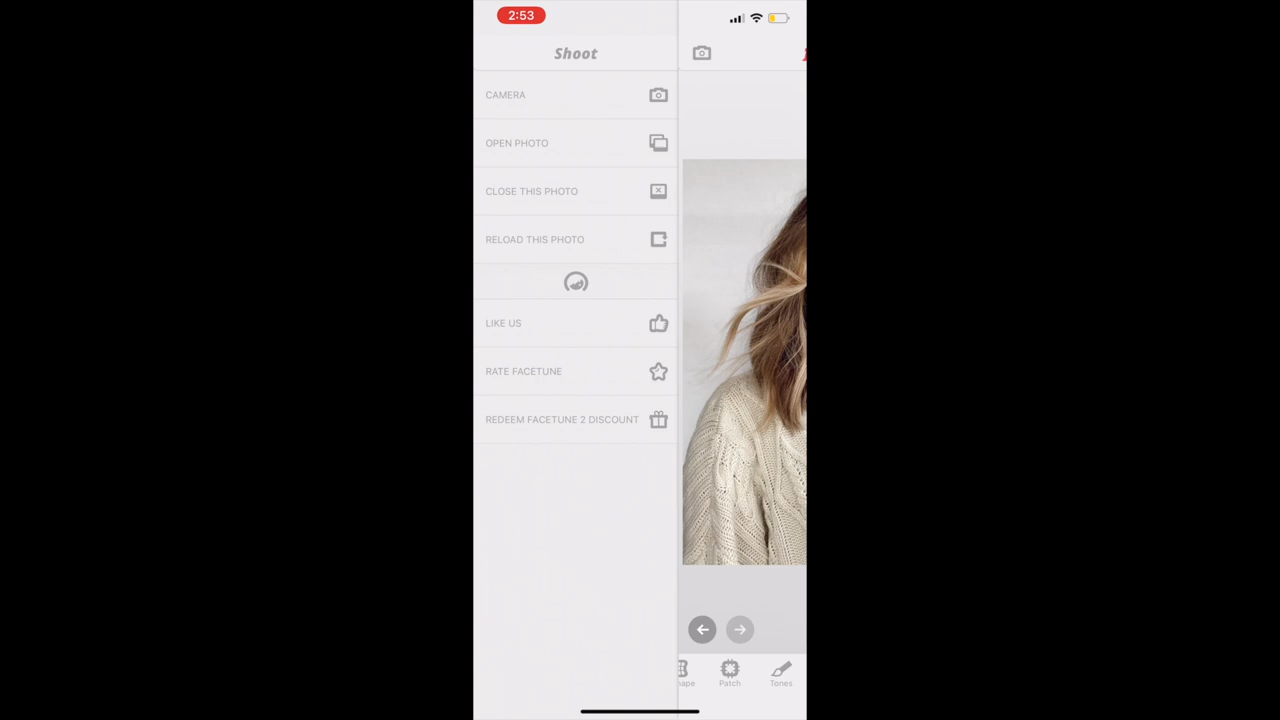 2:53
Shoot
CAMERA
OPEN PHOTO
CLOSE THIS PHOTO
RELOAD THIS PHOTO
LIKE US
RATE FACETUNE
REDEEM FACETUNE 2 DISCOUNT
hape Patch Tones